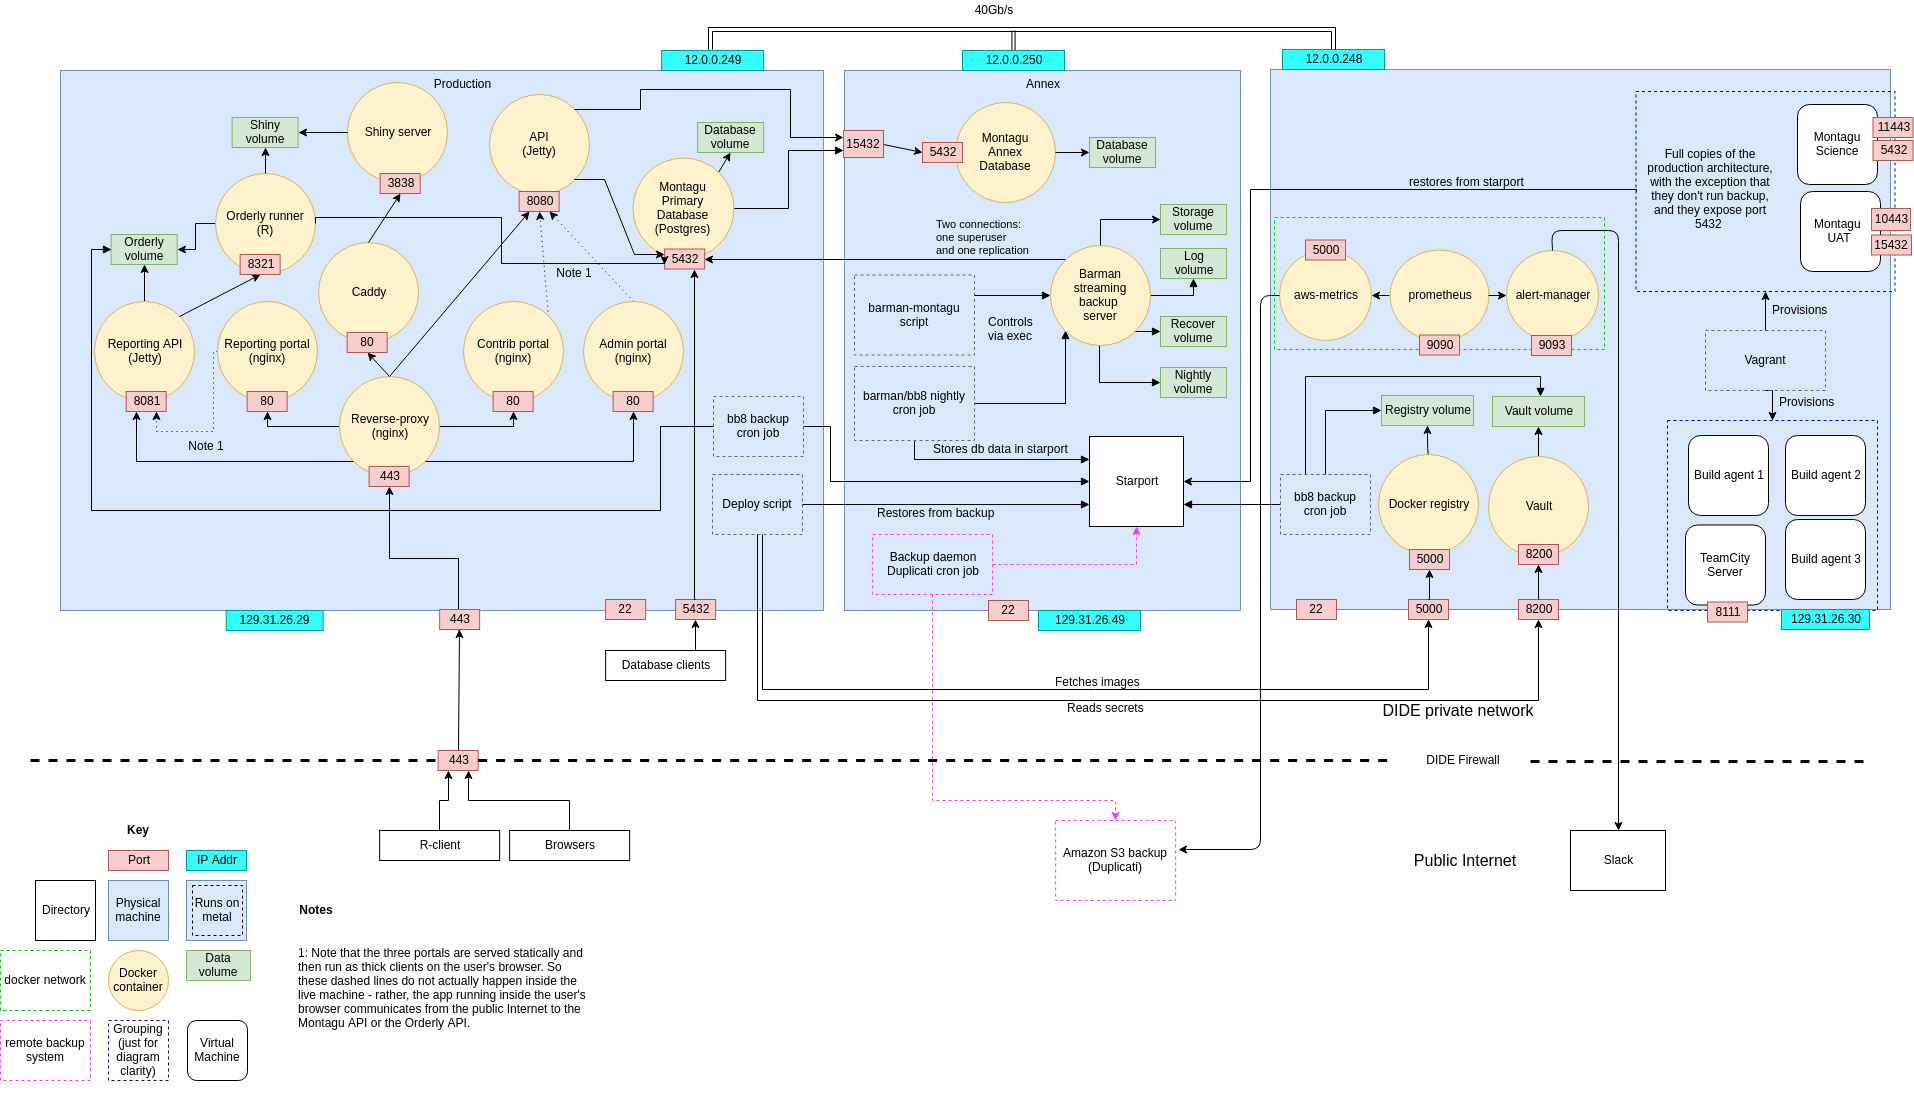 40Gb/s
12.0.0.249
12.0.0.250
12.0.0.248
Production
Shiny
volume
Shiny server
3838
API
(Jetty)
8080
Database
volume
Montagu
Primary
Database
(Postgres)
5432
Orderly runner
(R)
8321
Orderly
volume
Caddy
80
Note 1
Reporting API
(Jetty)
8081
Reporting portal
(nginx)
80
Contrib portal
(nginx)
80
Admin portal
(nginx)
80
Reverse-proxy
(nginx)
443
Note 1
bb8 backup
cron job
Deploy script
129.31.26.29
443
22
5432
Database clients
Annex
15432
5432
Montagu
Annex
Database
Database
volume
Two connections:
one superuser
and one replication
Storage
volume
Log
volume
Barman
streaming
backup
server
Recover
volume
Nightly
volume
barman-montagu
script
Controls
via exec
barman/bb8 nightly
cron job
Stores db data in starport
Starport
Restores from backup
Backup daemon
Duplicati cron job
22
129.31.26.49
restores from starport
Full copies of the
production architecture,
with the exception that
they don't run backup,
and they expose port
5432
Montagu
Science
11443
5432
Montagu
UAT
10443
15432
5000
aws-metrics
prometheus
9090
alert-manager
9093
Provisions
Vagrant
Provisions
Registry volume
Vault volume
bb8 backup
cron job
Docker registry
5000
Vault
8200
Build agent 1
Build agent 2
TeamCity
Server
Build agent 3
8111
22
5000
8200
129.31.26.30
Fetches images
Reads secrets
DIDE private network
443
DIDE Firewall
R-client
Browsers
Amazon S3 backup
(Duplicati)
Public Internet
Slack
Key
Port
IP Addr
Directory
Physical
machine
Runs on
metal
docker network
Docker
container
Data
volume
remote backup
system
Grouping
(just for
diagram
clarity)
Virtual
Machine
Notes
1: Note that the three portals are served statically and
then run as thick clients on the user's browser. So
these dashed lines do not actually happen inside the
live machine - rather, the app running inside the user's
browser communicates from the public Internet to the
Montagu API or the Orderly API.